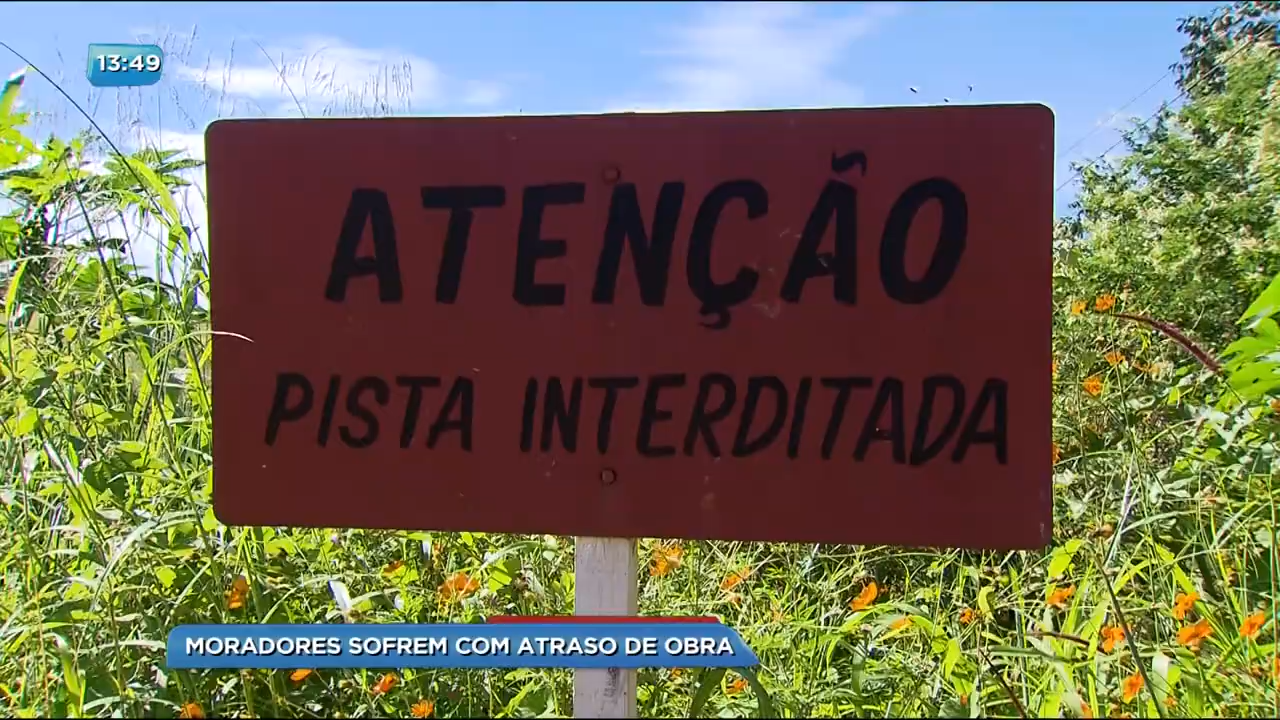 13:49
ATENÇÃO
PISTA INTERDITADA
MORADORES SOFREM COM ATRASO DE OBRA